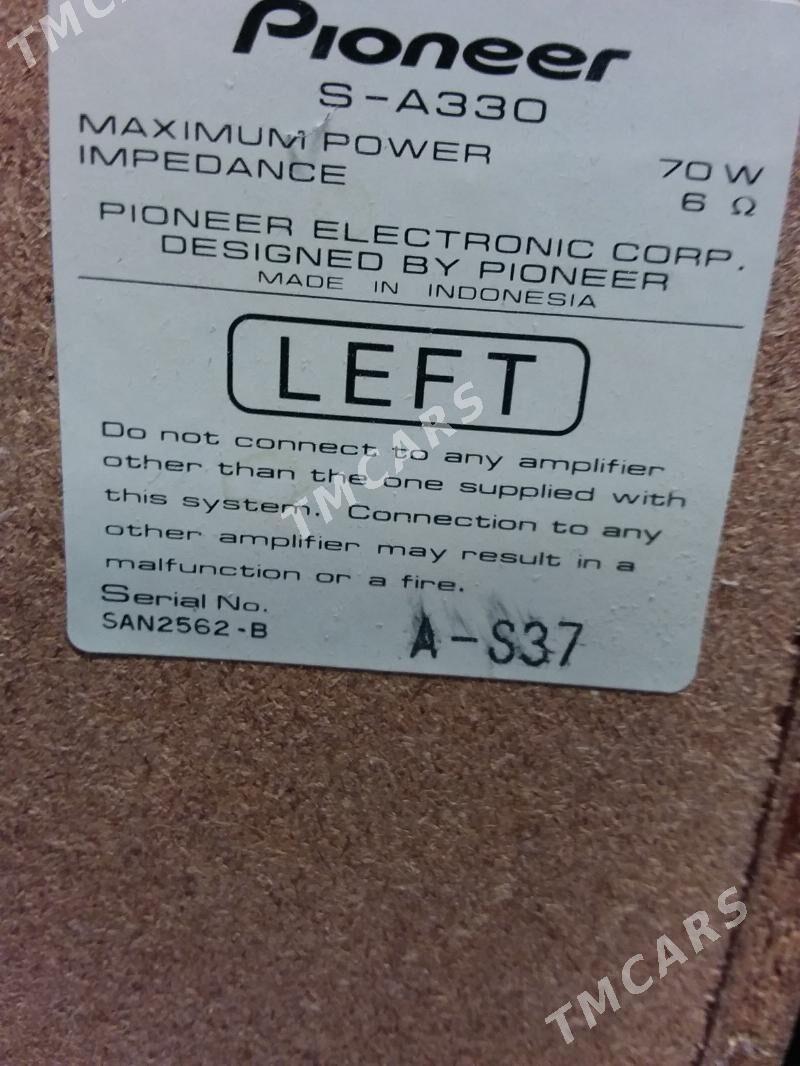 Pioneer
S-A330
MAXIMUM POWER 70 W
IMPEDANCE 6 Ω
PIONEER ELECTRONIC CORP.
DESIGNED BY PIONEER
MADE IN INDONESIA
LEFT
Do not connect to any amplifier
other than the one supplied with
this system. Connection to any
other amplifier may result in a
malfunction or a fire.
Serial No.
SAN2562-B A-S37
TMCARS
TMCARS